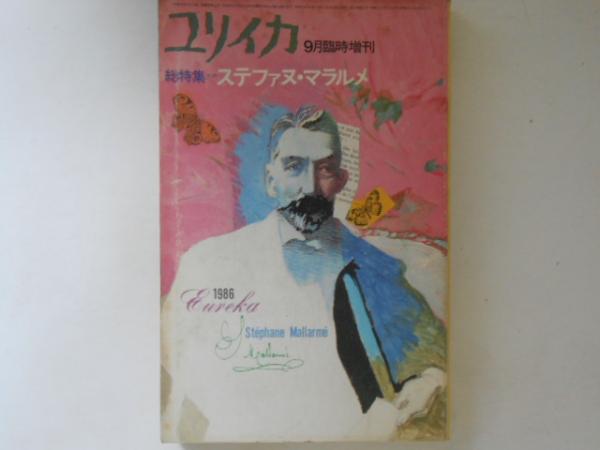 ユリイカ
9月臨時増刊
総特集・ステファヌ・マラルメ
1986
Eureka
Stéphane Mallarmé